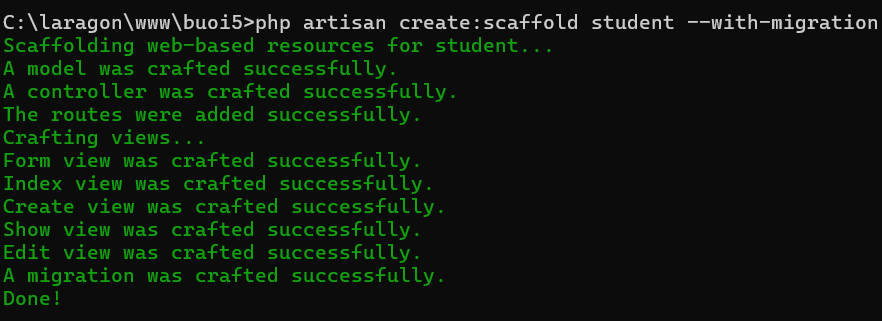 C:\laragon\www\buoi5>php artisan create:scaffold student --with-migration
Scaffolding web-based resources for student...
A model was crafted successfully.
A controller was crafted successfully.
The routes were added successfully.
Crafting views...
Form view was crafted successfully.
Index view was crafted successfully.
Create view was crafted successfully.
Show view was crafted successfully.
Edit view was crafted successfully.
A migration was crafted successfully.
Done!